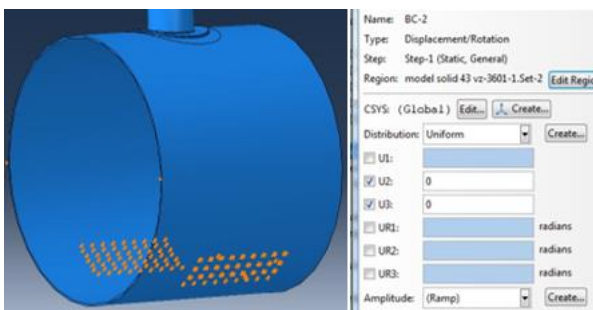 Name: BC-2
Type: Displacement/Rotation
Step: Step-1 (Static, General)
Region: model solid 43 vz-3601-1.Set-2 Edit Regio
CSYS: (Global) Edit... Create...
Distribution: Uniform Create...
U1:
U2: 0
U3: 0
UR1: radians
UR2: radians
UR3: radians
Amplitude: (Ramp) Create...